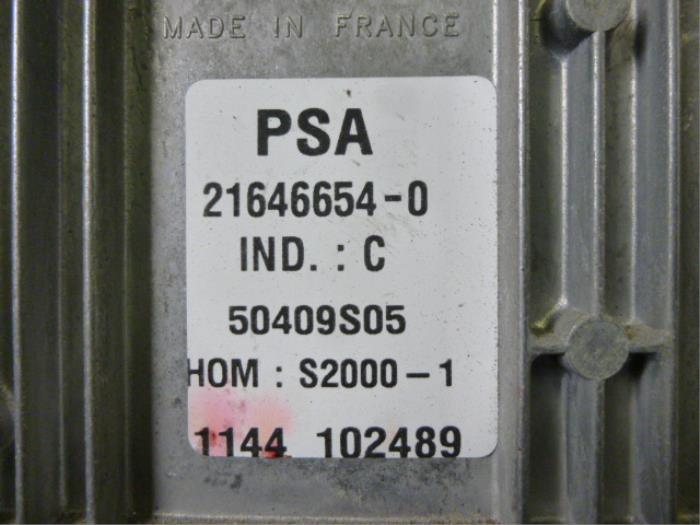 MADE IN FRANCE
PSA
21646654-0
IND. : C
50409S05
HOM : S2000-1
1144 102489